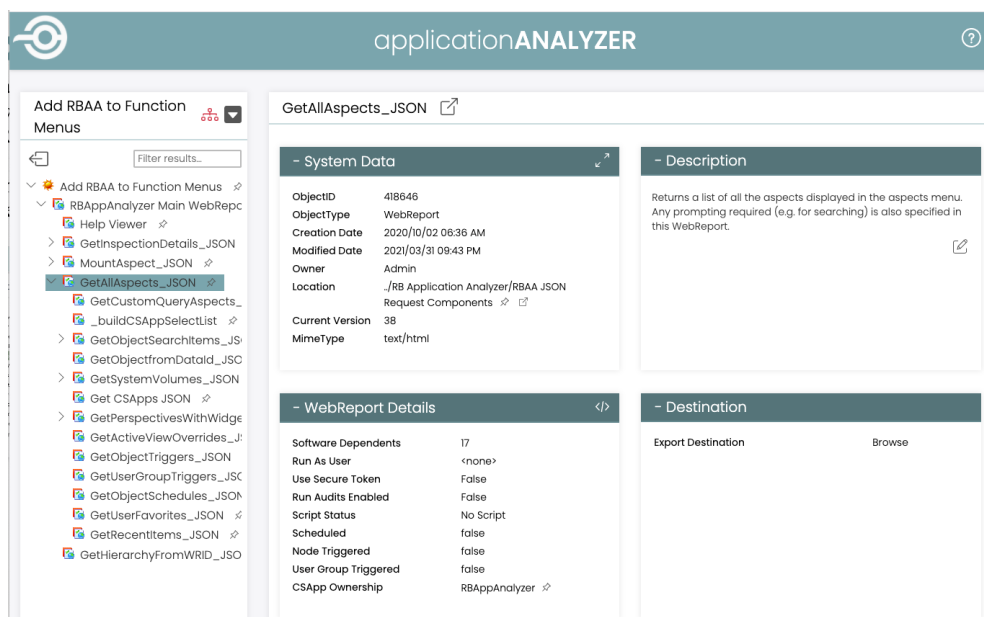 applicationANALYZER
?
Add RBAA to Function
Menus
Filter results...
Add RBAA to Function Menus
RBAppAnalyzer Main WebRepo
Help Viewer
GetInspectionDetails_JSON
MountAspect_JSON
GetAllAspects_JSON
GetCustomQueryAspects_
_buildCSAppSelectList
GetObjectSearchItems_JS
GetObjectfromDataId_JSO
GetSystemVolumes_JSON
Get CSApps JSON
GetPerspectivesWithWidge
GetActiveViewOverrides_J
GetObjectTriggers_JSON
GetUserGroupTriggers_JSO
GetObjectSchedules_JSON
GetUserFavorites_JSON
GetRecentItems_JSON
GetHierarchyFromWRID_JSO
GetAllAspects_JSON
- System Data
ObjectID 418646
ObjectType WebReport
Creation Date 2020/10/02 06:36 AM
Modified Date 2021/03/31 09:43 PM
Owner Admin
Location ../RB Application Analyzer/RBAA JSON
Request Components
Current Version 38
MimeType text/html
- Description
Returns a list of all the aspects displayed in the aspects menu.
Any prompting required (e.g. for searching) is also specified in
this WebReport.
- WebReport Details </>
Software Dependents 17
Run As User <none>
Use Secure Token False
Run Audits Enabled False
Script Status No Script
Scheduled false
Node Triggered false
User Group Triggered false
CSApp Ownership RBAppAnalyzer
- Destination
Export Destination Browse